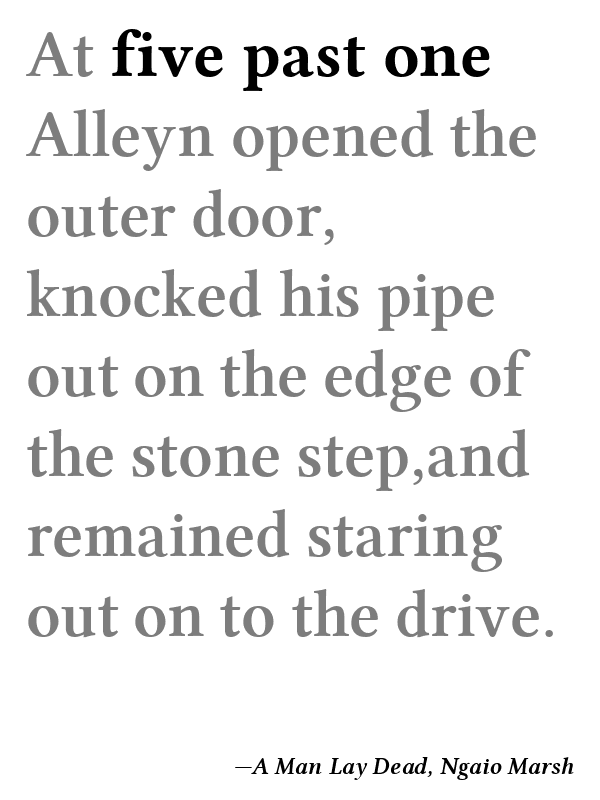 At five past one
Alleyn opened the
outer door,
knocked his pipe
out on the edge of
the stone step,and
remained staring
out on to the drive.
—A Man Lay Dead, Ngaio Marsh